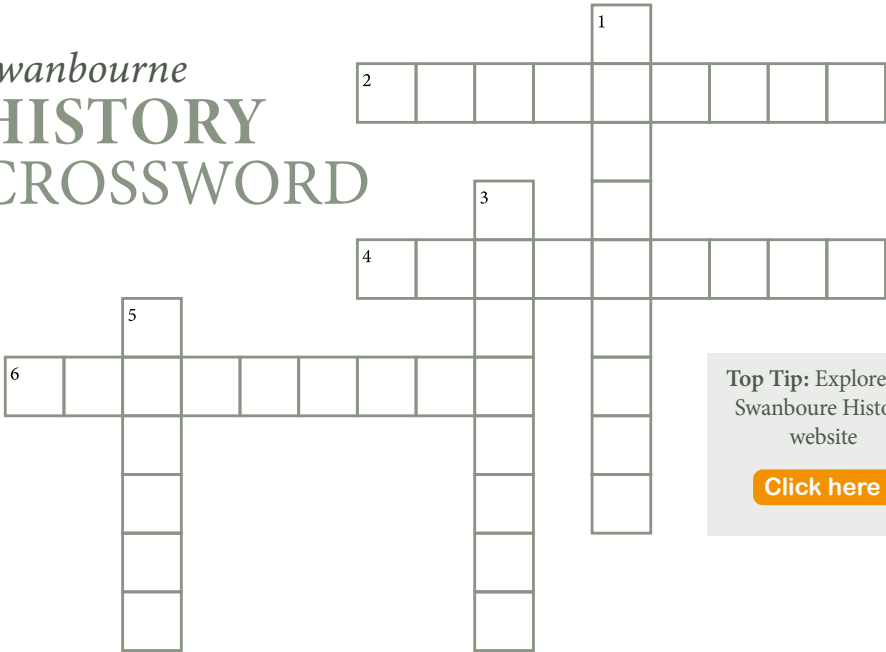 wanbourne
HISTORY
CROSSWORD
1
2
3
4
5
6
Top Tip: Explore
Swanboure Histo
website
Click here